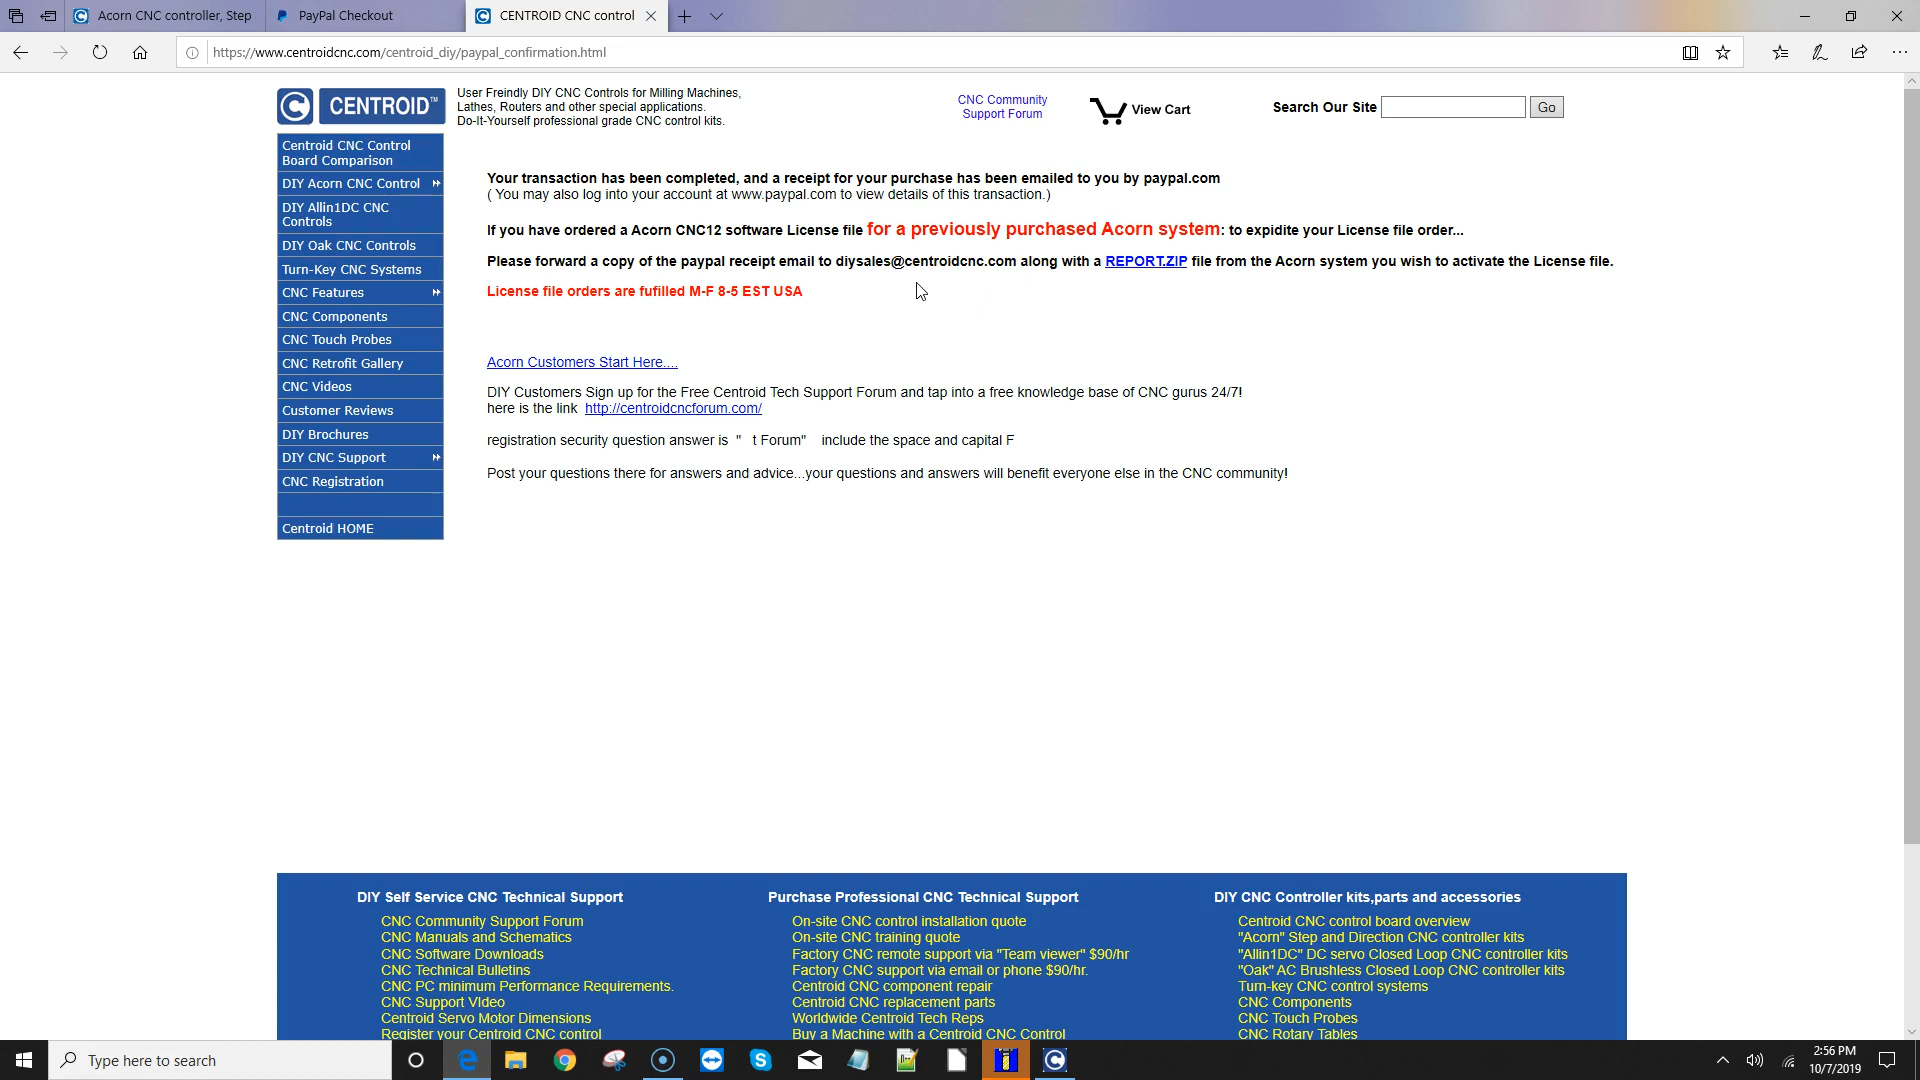 Acorn CNC controller, Step
PayPal Checkout
CENTROID CNC control
https://www.centroidcnc.com/centroid_diy/paypal_confirmation.html
CENTROID™
User Freindly DIY CNC Controls for Milling Machines,
Lathes, Routers and other special applications.
Do-It-Yourself professional grade CNC control kits.
CNC Community
Support Forum
View Cart
Search Our Site
Go
Centroid CNC Control
Board Comparison
DIY Acorn CNC Control
DIY Allin1DC CNC
Controls
DIY Oak CNC Controls
Turn-Key CNC Systems
CNC Features
CNC Components
CNC Touch Probes
CNC Retrofit Gallery
CNC Videos
Customer Reviews
DIY Brochures
DIY CNC Support
CNC Registration
Centroid HOME
Your transaction has been completed, and a receipt for your purchase has been emailed to you by paypal.com
( You may also log into your account at www.paypal.com to view details of this transaction.)
If you have ordered a Acorn CNC12 software License file for a previously purchased Acorn system: to expidite your License file order...
Please forward a copy of the paypal receipt email to diysales@centroidcnc.com along with a REPORT.ZIP file from the Acorn system you wish to activate the License file.
License file orders are fufilled M-F 8-5 EST USA
Acorn Customers Start Here....
DIY Customers Sign up for the Free Centroid Tech Support Forum and tap into a free knowledge base of CNC gurus 24/7!
here is the link http://centroidcncforum.com/
registration security question answer is " t Forum" include the space and capital F
Post your questions there for answers and advice...your questions and answers will benefit everyone else in the CNC community!
DIY Self Service CNC Technical Support
CNC Community Support Forum
CNC Manuals and Schematics
CNC Software Downloads
CNC Technical Bulletins
CNC PC minimum Performance Requirements.
CNC Support VIdeo
Centroid Servo Motor Dimensions
Register your Centroid CNC control
Purchase Professional CNC Technical Support
On-site CNC control installation quote
On-site CNC training quote
Factory CNC remote support via "Team viewer" $90/hr
Factory CNC support via email or phone $90/hr.
Centroid CNC component repair
Centroid CNC replacement parts
Worldwide Centroid Tech Reps
Buy a Machine with a Centroid CNC Control
DIY CNC Controller kits,parts and accessories
Centroid CNC control board overview
"Acorn" Step and Direction CNC controller kits
"Allin1DC" DC servo Closed Loop CNC controller kits
"Oak" AC Brushless Closed Loop CNC controller kits
Turn-key CNC control systems
CNC Components
CNC Touch Probes
CNC Rotary Tables
Type here to search
2:56 PM
10/7/2019